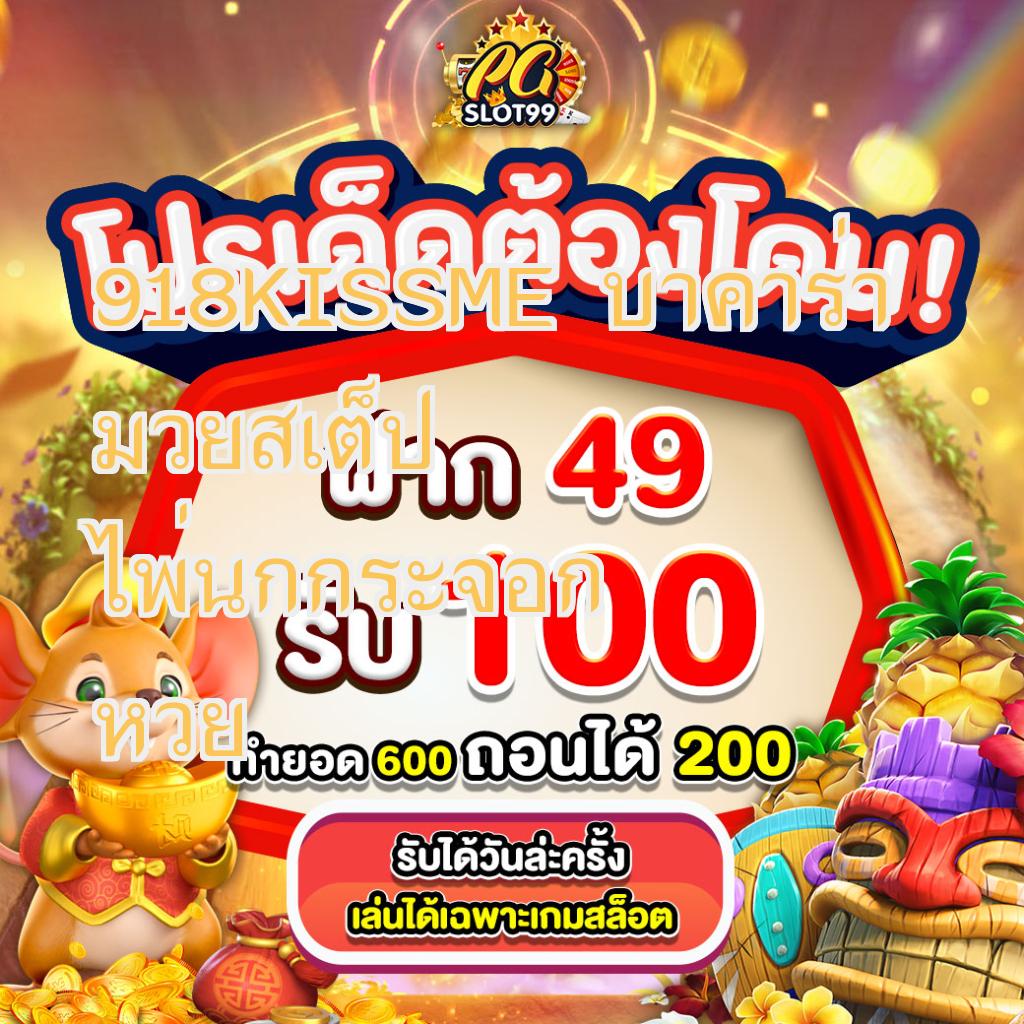 PG
SLOT99
โปรเด็ดต้องโดน!
918KISSME บาคาร่า
มวยสเต็ป
ฝาก 49
ไพ่นกกระจอก
รับ 100
หวย
ทำยอด 600 ถอนได้ 200
รับได้วันล่ะครั้ง
เล่นได้เฉพาะเกมสล็อต